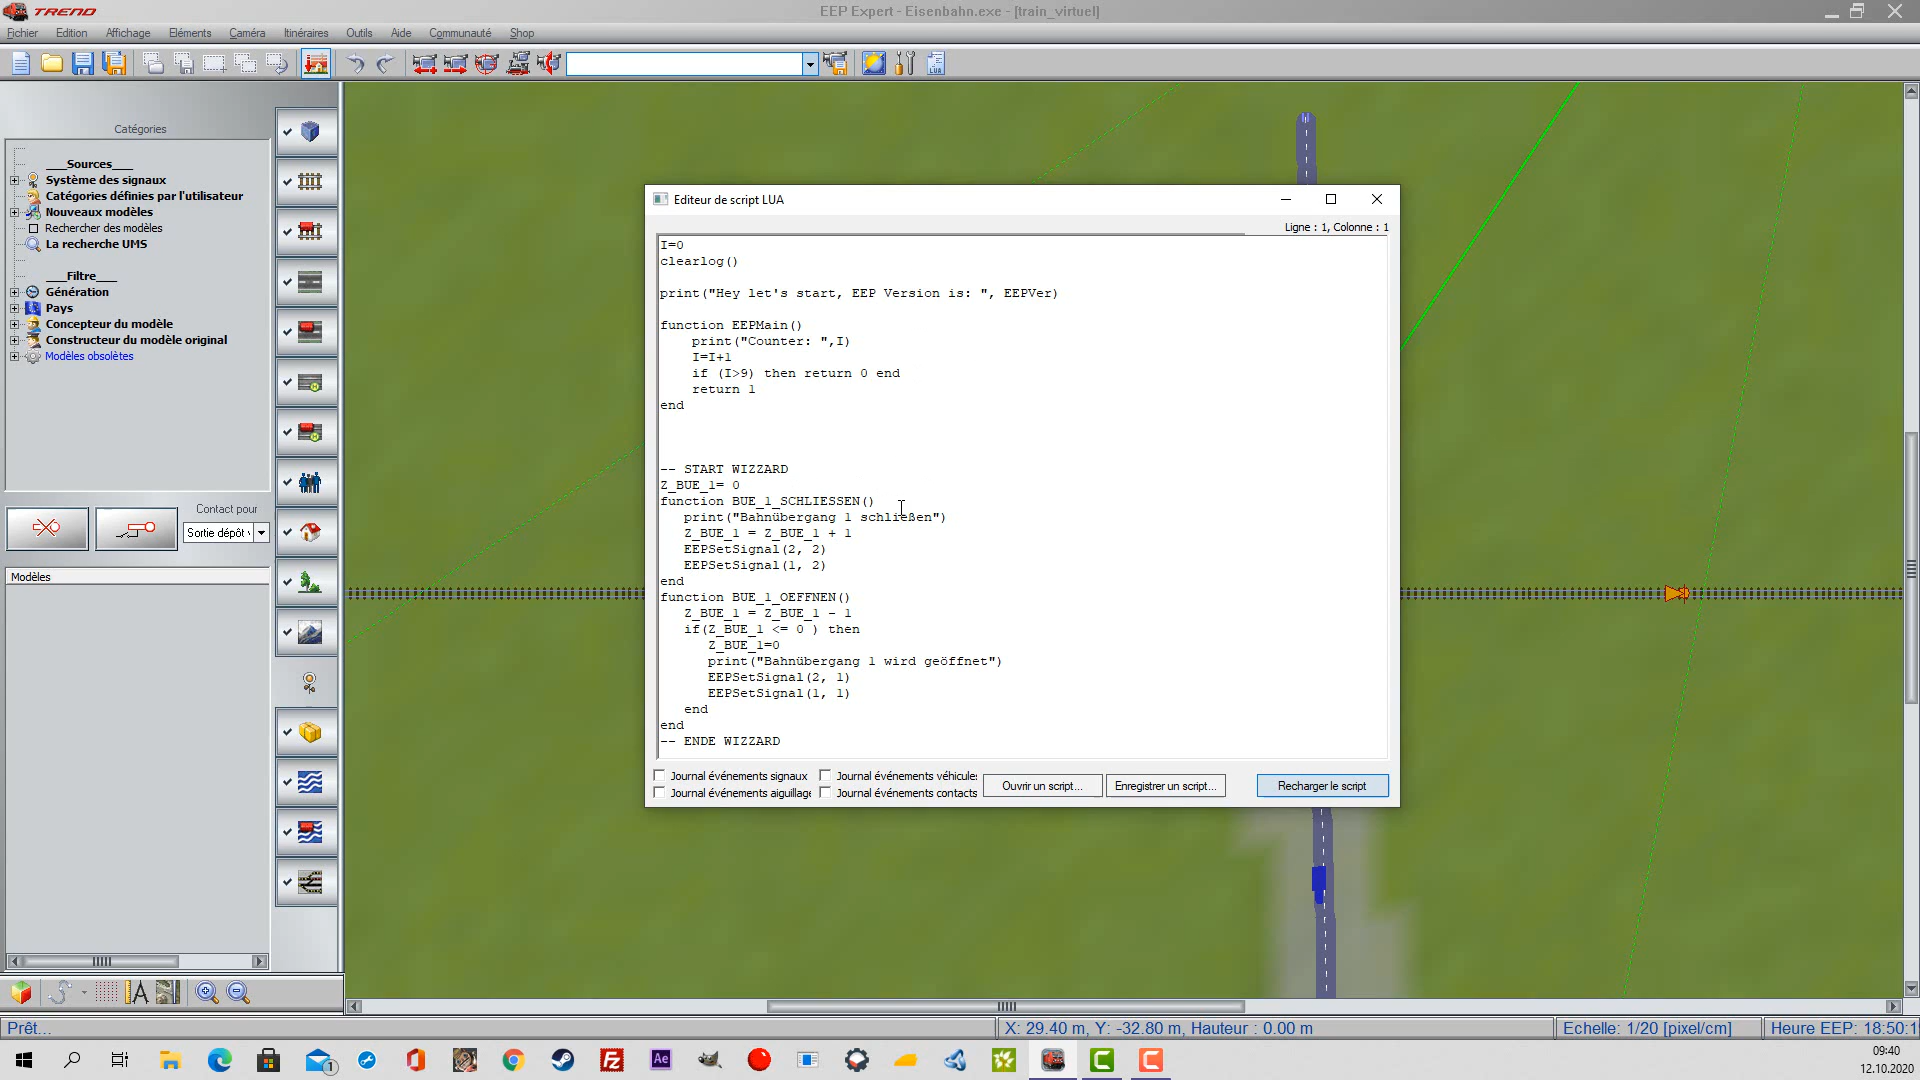 TREND
EEP Expert - Eisenbahn.exe - [train_virtuel]
Fichier Edition Affichage Eléments Caméra Itinéraires Outils Aide Communauté Shop
LUA
Catégories
___Sources___
Système des signaux
Catégories définies par l'utilisateur
Nouveaux modèles
Rechercher des modèles
La recherche UMS
___Filtre___
Génération
Pays
Concepteur du modèle
Constructeur du modèle original
Modèles obsolètes
Contact pour
Sortie dépôt
Modèles
Editeur de script LUA
Ligne : 1, Colonne : 1
I=0
clearlog()
print("Hey let's start, EEP Version is: ", EEPVer)
function EEPMain()
print("Counter: ",I)
I=I+1
if (I>9) then return 0 end
return 1
end
-- START WIZZARD
Z_BUE_1= 0
function BUE_1_SCHLIESSEN()
print("Bahnübergang 1 schließen")
Z_BUE_1 = Z_BUE_1 + 1
EEPSetSignal(2, 2)
EEPSetSignal(1, 2)
end
function BUE_1_OEFFNEN()
Z_BUE_1 = Z_BUE_1 - 1
if(Z_BUE_1 <= 0 ) then
Z_BUE_1=0
print("Bahnübergang 1 wird geöffnet")
EEPSetSignal(2, 1)
EEPSetSignal(1, 1)
end
end
-- ENDE WIZZARD
Journal événements signaux
Journal événements véhicules
Journal événements aiguillage
Journal événements contacts
Ouvrir un script...
Enregistrer un script...
Recharger le script
Prêt...
X: 29.40 m, Y: -32.80 m, Hauteur : 0.00 m
Echelle: 1/20 [pixel/cm]
Heure EEP: 18:50:1
09:40
12.10.2020